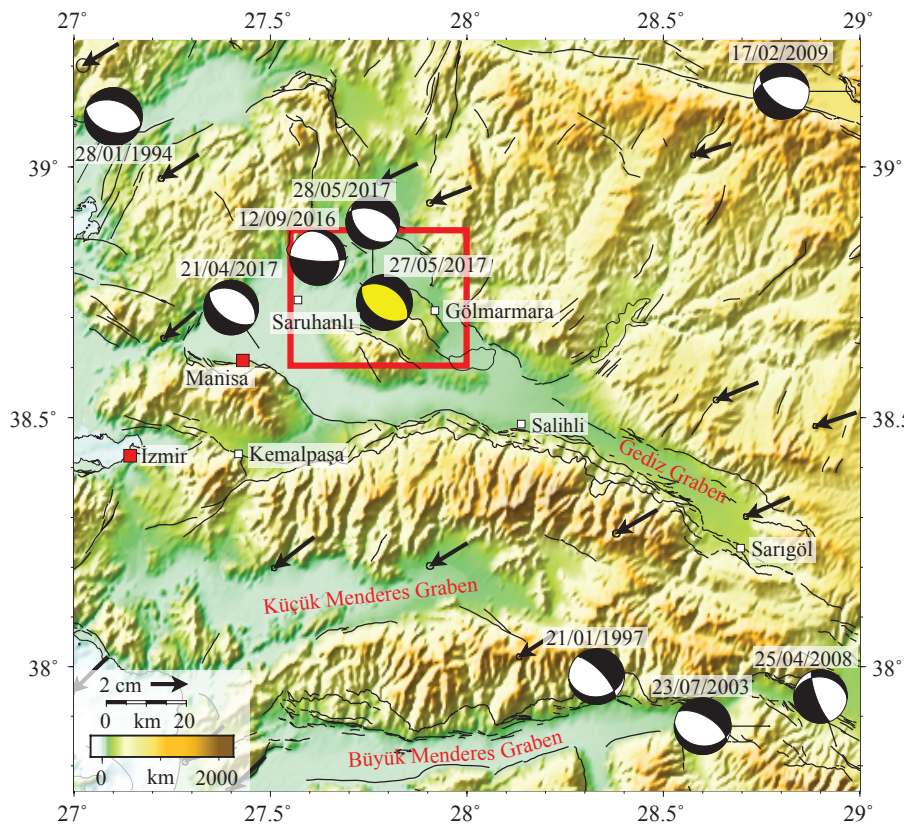 27 27.5 28 28.5 29
17/02/2009
28/01/1994
39 39
28/05/2017
12/09/2016
21/04/2017
27/05/2017
Gölmarmara
Saruhanlı
Manisa
38.5 38.5
Salihli
İzmir
Kemalpaşa
Gediz Graben
Sarıgöl
Küçük Menderes Graben
21/01/1997
38 38
25/04/2008
23/07/2003
2 cm
0 km 20
Büyük Menderes Graben
0 km 2000
27 27.5 28 28.5 29